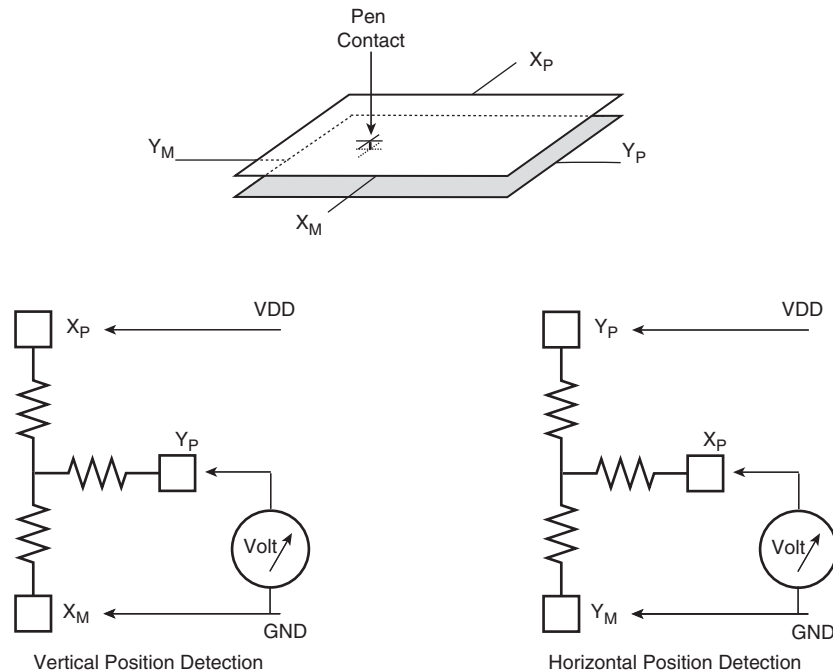 Pen
Contact
X_P
Y_M
Y_P
X_M
X_P
VDD
Y_P
Volt
X_M
GND
Vertical Position Detection
Y_P
VDD
X_P
Volt
Y_M
GND
Horizontal Position Detection